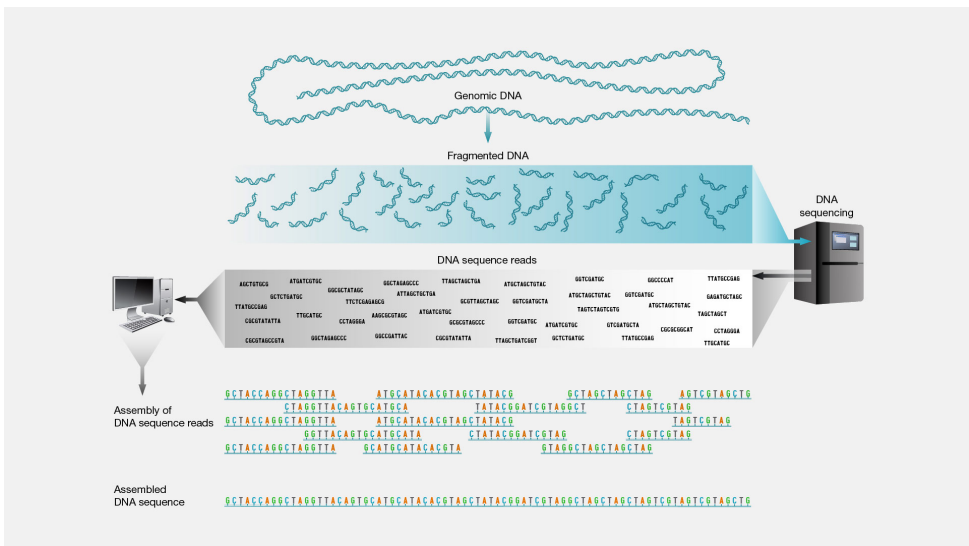 Genomic DNA
Fragmented DNA
DNA
sequencing
DNA sequence reads
AGCTGTGCG
ATGATCGTGC
GGCGCTATAGC
GGCTAGAGCCC
TTAGCTAGCTGA
ATGCTAGCTGTAC
GGTCGATGC
GGCCCCAT
TTATGCCGAG
GCTCTGATGC
TTCTCGAGAGCG
ATTAGCTGCTGA
GCGTTAGCTAGC
GGTCGATGCTA
ATGCTAGCTGTAC
GGTCGATGC
GAGATGCTAGC
TTATGCCGAG
TTGCATGC
AAGCGCGTAGC
ATGATCGTGC
TAGTCTAGTCGTG
ATGCTAGCTGTAC
TAGCTAGCT
CGCGTATATTA
CCTAGGGA
GCGCGTAGCCC
GGTCGATGC
ATGATCGTGC
GTCGATGCTA
CGCGCGGCAT
CCTAGGGA
CGCGTAGCCGTA
GGCTAGAGCCC
GGCCGATTAC
CGCGTATATTA
TTAGCTGATCGGT
GCTCTGATGC
TTATGCCGAG
TTGCATGC
Assembly of
DNA sequence reads
GCTACCAGGCTAGGTTA ATGCATACACGTAGCTATACG GCTAGCTAGCTAG AGTCGTAGCTG
CTAGGTTACAGTGCATGCA TATACGGATCGTAGGCT CTAGTCGTAG
GCTACCAGGCTAGGTTA ATGCATACACGTAGCTATACG TAGTCGTAG
GGTTACAGTGCATGCATA CTATACGGATCGTAG CTAGTCGTAG
GCTACCAGGCTAGGTTA GCATGCATACACGTA GTAGGCTAGCTAGCTAG
Assembled
DNA sequence
GCTACCAGGCTAGGTTACAGTGCATGCATACACGTAGCTATACGGATCGTAGGCTAGCTAGCTAGTCGTAGTCGTAGCTG